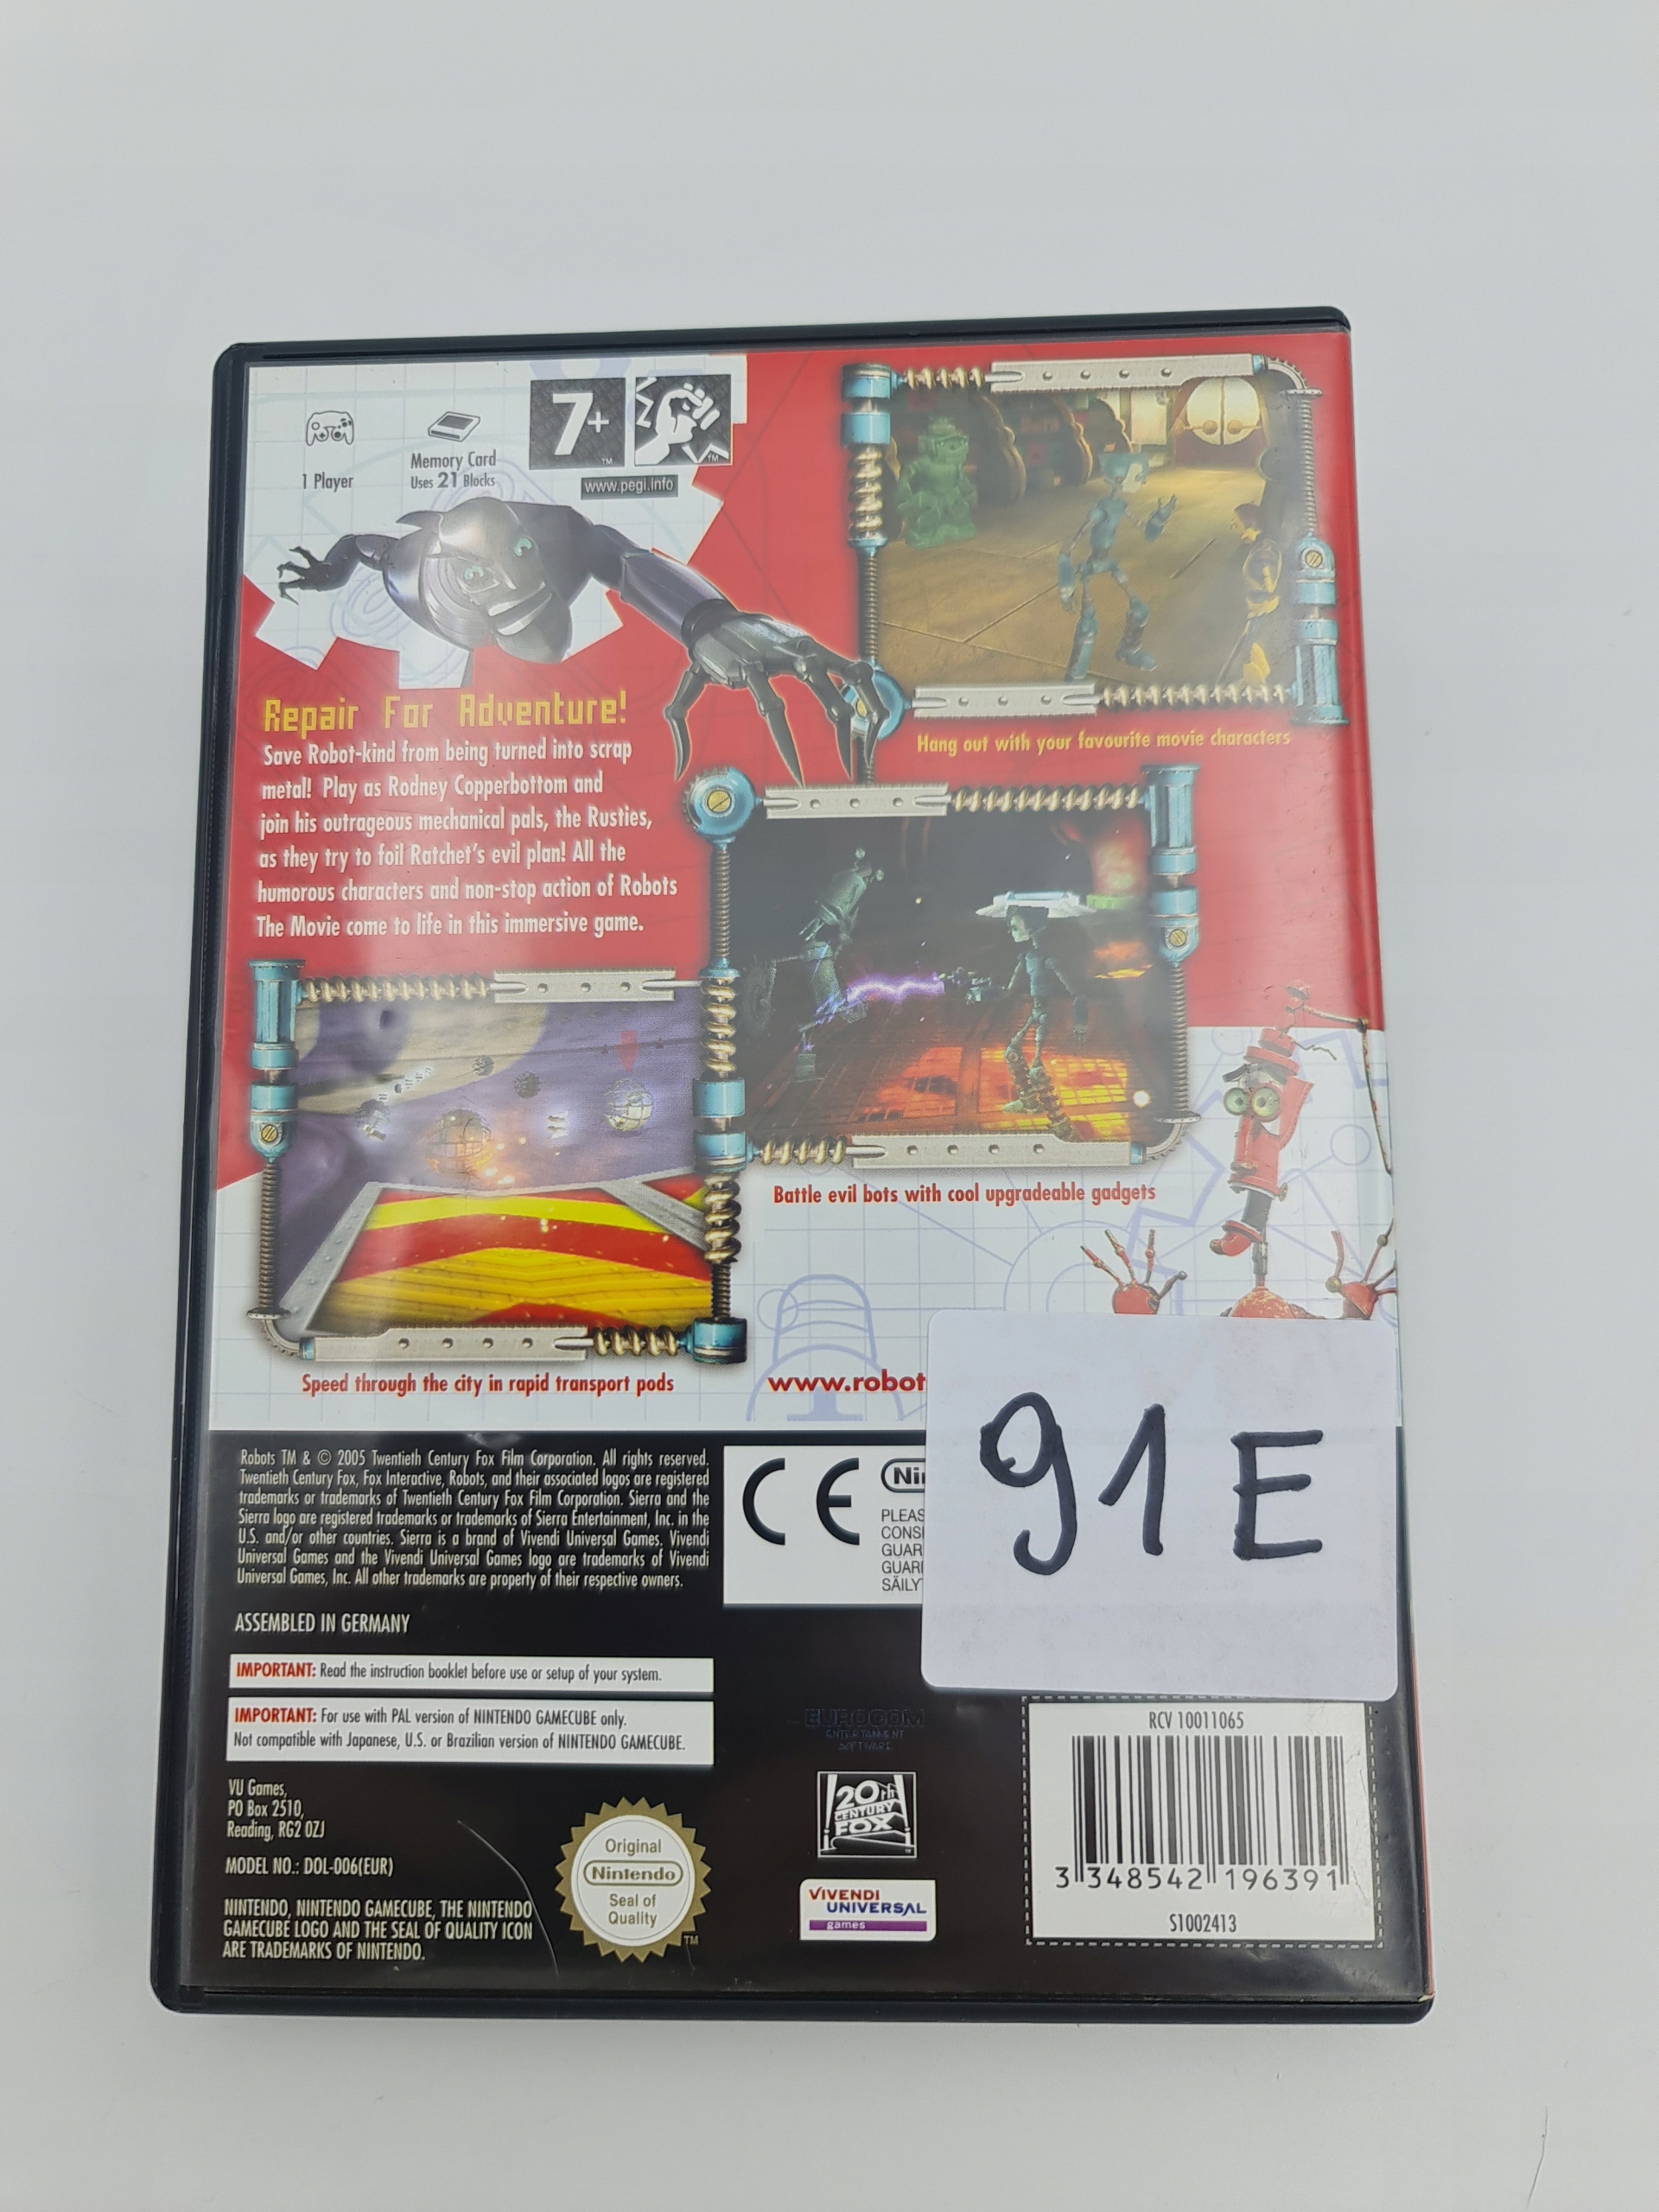 1 Player
Memory Card
Uses 21 Blocks
7+
TM
TM
www.pegi.info
Repair For Adventure!
Save Robot-kind from being turned into scrap
metal! Play as Rodney Copperbottom and
join his outrageous mechanical pals, the Rusties,
as they try to foil Ratchet's evil plan! All the
humorous characters and non-stop action of Robots
The Movie come to life in this immersive game.
Hang out with your favourite movie characters
Battle evil bots with cool upgradeable gadgets
Speed through the city in rapid transport pods
www.robot
91E
Robots TM & © 2005 Twentieth Century Fox Film Corporation. All rights reserved.
Twentieth Century Fox, Fox Interactive, Robots, and their associated logos are registered
trademarks or trademarks of Twentieth Century Fox Film Corporation. Sierra and the
Sierra logo are registered trademarks or trademarks of Sierra Entertainment, Inc. in the
U.S. and/or other countries. Sierra is a brand of Vivendi Universal Games. Vivendi
Universal Games and the Vivendi Universal Games logo are trademarks of Vivendi
Universal Games, Inc. All other trademarks are property of their respective owners.
CE
Ni
PLEAS
CONS
GUAR
GUAR
SÄILY
ASSEMBLED IN GERMANY
IMPORTANT: Read the instruction booklet before use or setup of your system.
IMPORTANT: For use with PAL version of NINTENDO GAMECUBE only.
Not compatible with Japanese, U.S. or Brazilian version of NINTENDO GAMECUBE.
VU Games,
PO Box 2510,
Reading, RG2 0ZJ
MODEL NO.: DOL-006(EUR)
NINTENDO, NINTENDO GAMECUBE, THE NINTENDO
GAMECUBE LOGO AND THE SEAL OF QUALITY ICON
ARE TRADEMARKS OF NINTENDO.
Original
Nintendo
Seal of
Quality
TM
EUROCOM
ENTERTAINMENT
SOFTWARE
20th
CENTURY
FOX
VIVENDI
UNIVERSAL
games
RCV 10011065
3 348542 196391
S1002413